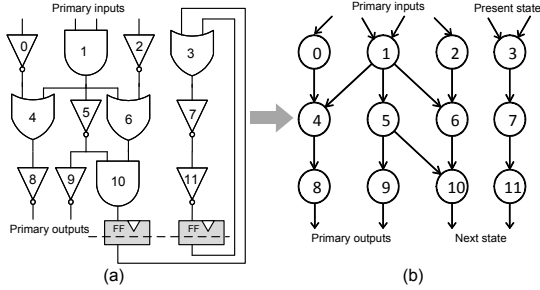 Primary inputs
0
1
2
3
4
5
6
7
8
9
10
11
Primary outputs
FF
FF
(a)
Primary inputs
Present state
0
1
2
3
4
5
6
7
8
9
10
11
Primary outputs
Next state
(b)